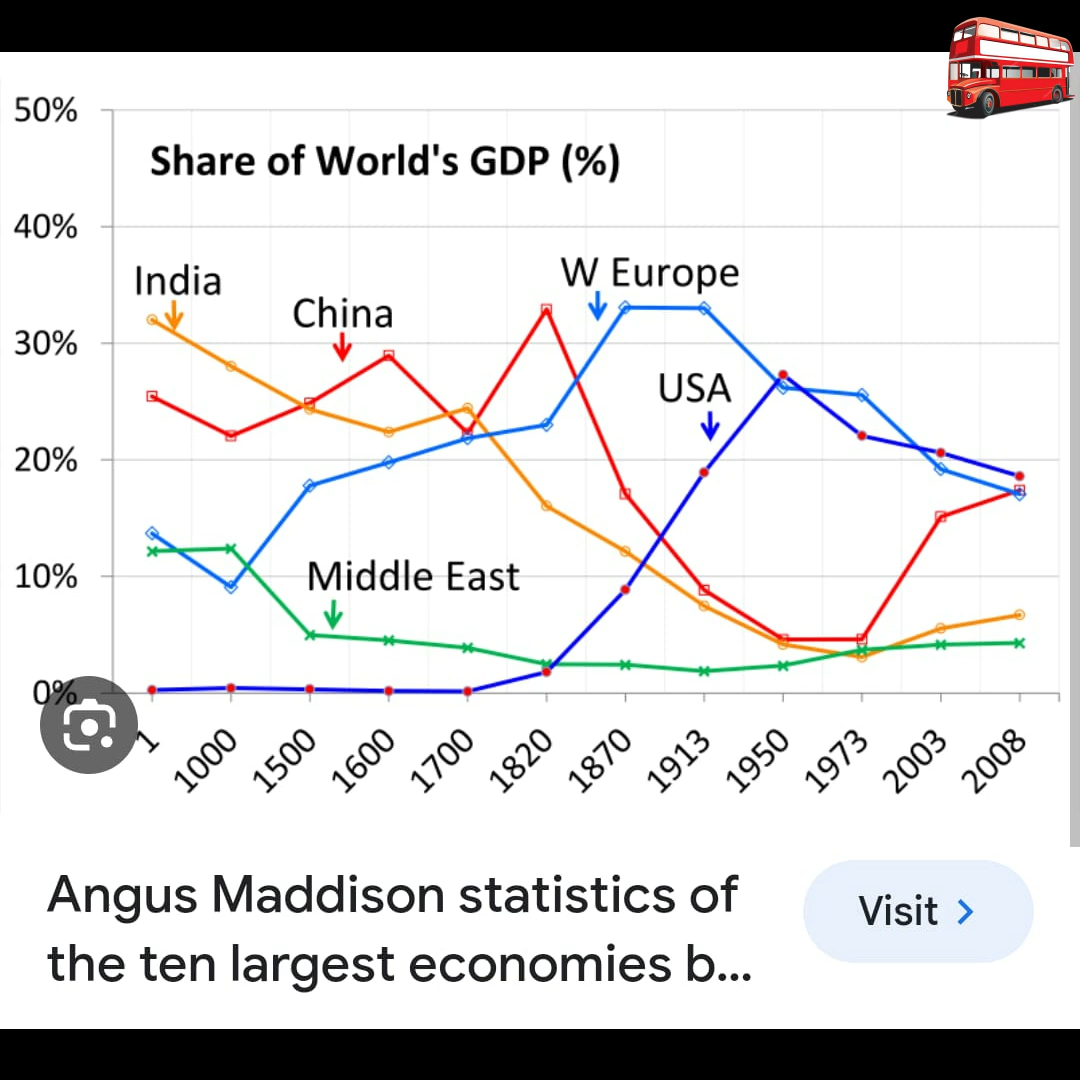 50%
Share of World's GDP (%)
40%
W Europe
India
China
30%
USA
20%
Middle East
10%
0%
1 1000 1500 1600 1700 1820 1870 1913 1950 1973 2003 2008
Angus Maddison statistics of
the ten largest economies b...
Visit >